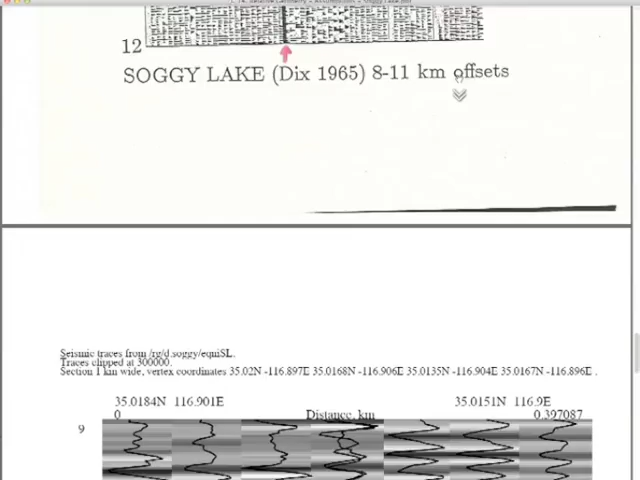 12
SOGGY LAKE (Dix 1965) 8-11 km offsets
Seismic traces from /rg/d.soggy/equiSL.
Traces clipped at 300000.
Section 1 km wide, vertex coordinates 35.02N -116.897E 35.0168N -116.906E 35.0135N -116.904E 35.0167N -116.896E .
35.0184N 116.901E 35.0151N 116.9E
0 Distance, km 0.397087
9